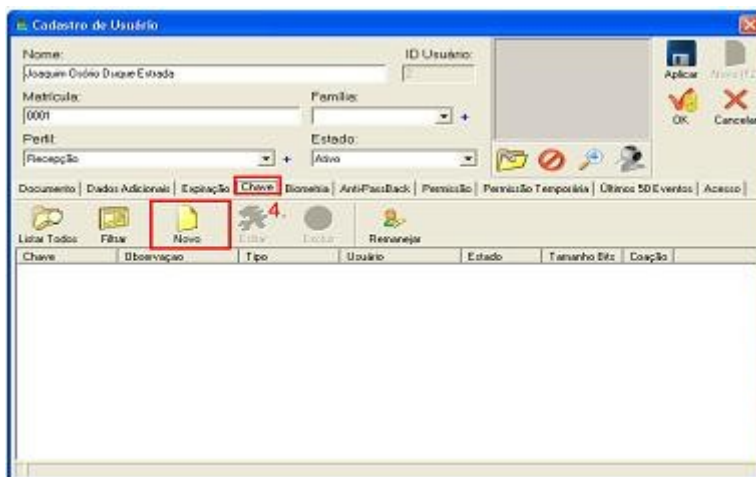 Cadastro de Usuário
Nome: ID Usuário:
Joaquim Osório Duque Estrada 2
Matrícula: Família:
0001
Perfil: Estado:
Recepção Ativo
Aplicar
OK Cancelar
Documento Dados Adicionais Expiração Chave Biometria Anti-PassBack Permissão Permissão Temporária Últimos 50 Eventos Acesso
4.
Listar Todos Filtrar Novo Editar Excluir Remanejar
Chave Observaçao Tipo Usuário Estado Tamanho Bits Coação